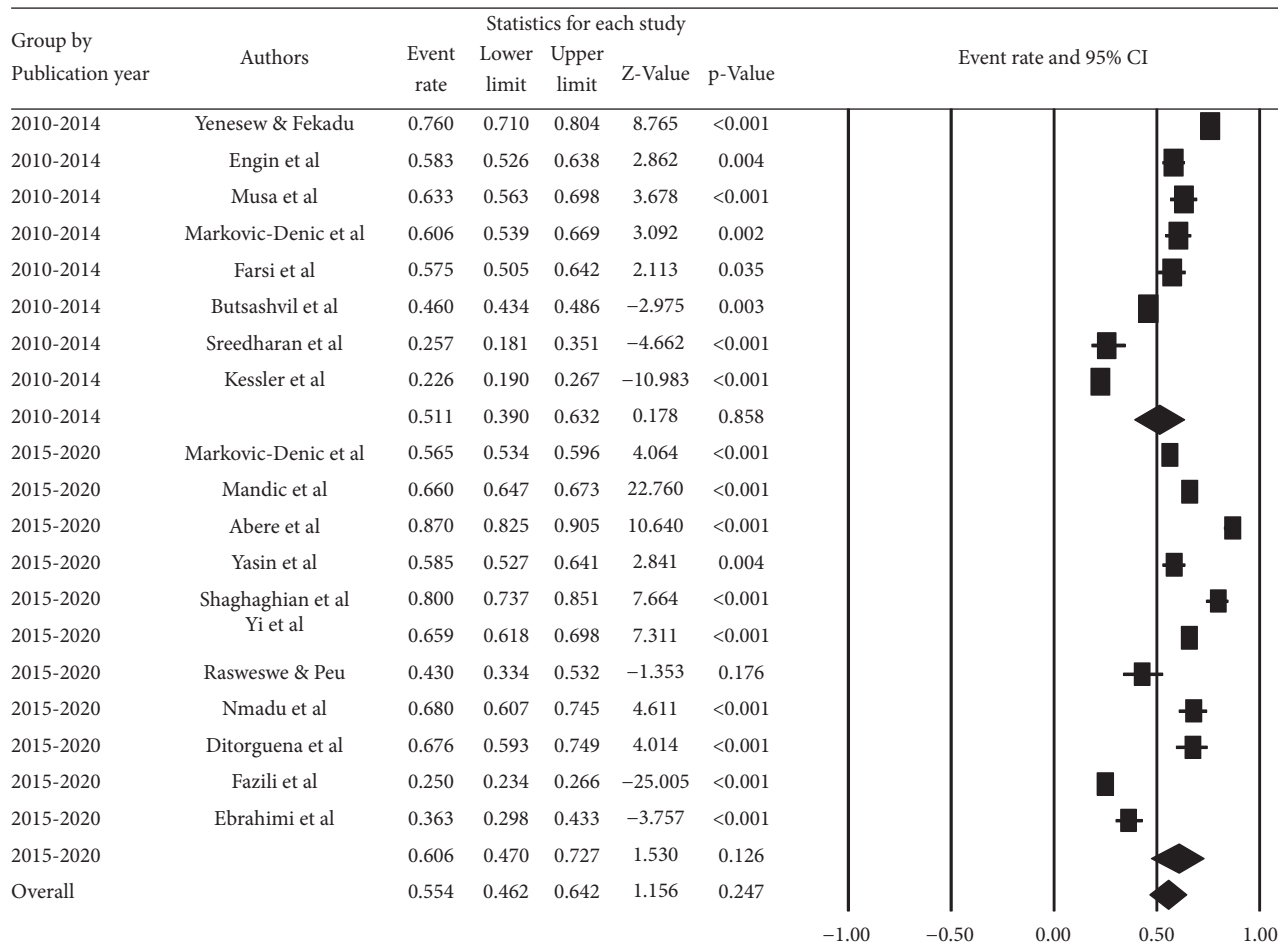 Group by
Publication year
Authors
Statistics for each study
Event
rate
Lower
limit
Upper
limit
Z-Value
p-Value
Event rate and 95% CI
2010-2014 Yenesew & Fekadu 0.760 0.710 0.804 8.765 <0.001
2010-2014 Engin et al 0.583 0.526 0.638 2.862 0.004
2010-2014 Musa et al 0.633 0.563 0.698 3.678 <0.001
2010-2014 Markovic-Denic et al 0.606 0.539 0.669 3.092 0.002
2010-2014 Farsi et al 0.575 0.505 0.642 2.113 0.035
2010-2014 Butsashvil et al 0.460 0.434 0.486 −2.975 0.003
2010-2014 Sreedharan et al 0.257 0.181 0.351 −4.662 <0.001
2010-2014 Kessler et al 0.226 0.190 0.267 −10.983 <0.001
2010-2014 0.511 0.390 0.632 0.178 0.858
2015-2020 Markovic-Denic et al 0.565 0.534 0.596 4.064 <0.001
2015-2020 Mandic et al 0.660 0.647 0.673 22.760 <0.001
2015-2020 Abere et al 0.870 0.825 0.905 10.640 <0.001
2015-2020 Yasin et al 0.585 0.527 0.641 2.841 0.004
2015-2020 Shaghaghian et al 0.800 0.737 0.851 7.664 <0.001
2015-2020 Yi et al 0.659 0.618 0.698 7.311 <0.001
2015-2020 Rasweswe & Peu 0.430 0.334 0.532 −1.353 0.176
2015-2020 Nmadu et al 0.680 0.607 0.745 4.611 <0.001
2015-2020 Ditorguena et al 0.676 0.593 0.749 4.014 <0.001
2015-2020 Fazili et al 0.250 0.234 0.266 −25.005 <0.001
2015-2020 Ebrahimi et al 0.363 0.298 0.433 −3.757 <0.001
2015-2020 0.606 0.470 0.727 1.530 0.126
Overall 0.554 0.462 0.642 1.156 0.247
−1.00 −0.50 0.00 0.50 1.00